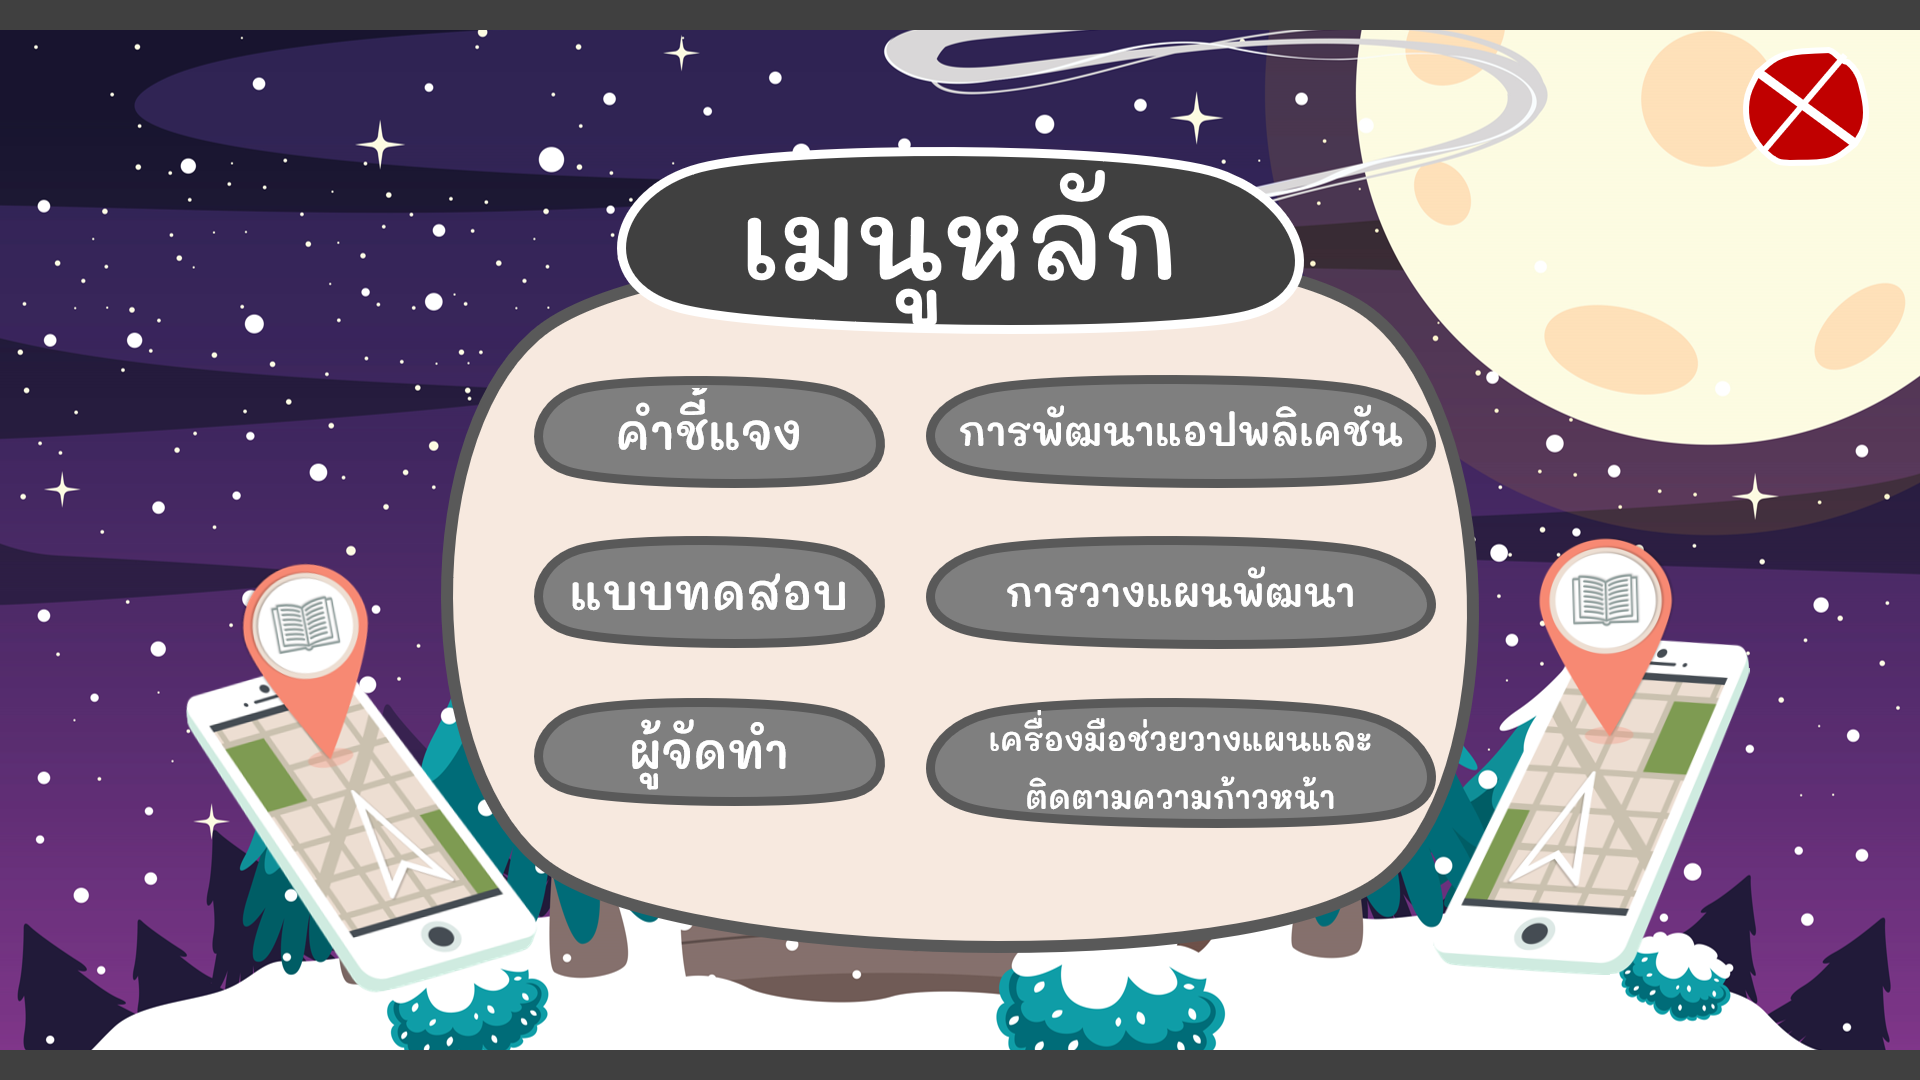 เมนูหลัก
คำชี้แจง
การพัฒนาแอปพลิเคชัน
แบบทดสอบ
การวางแผนพัฒนา
ผู้จัดทำ
เครื่องมือช่วยวางแผนและ
ติดตามความก้าวหน้า